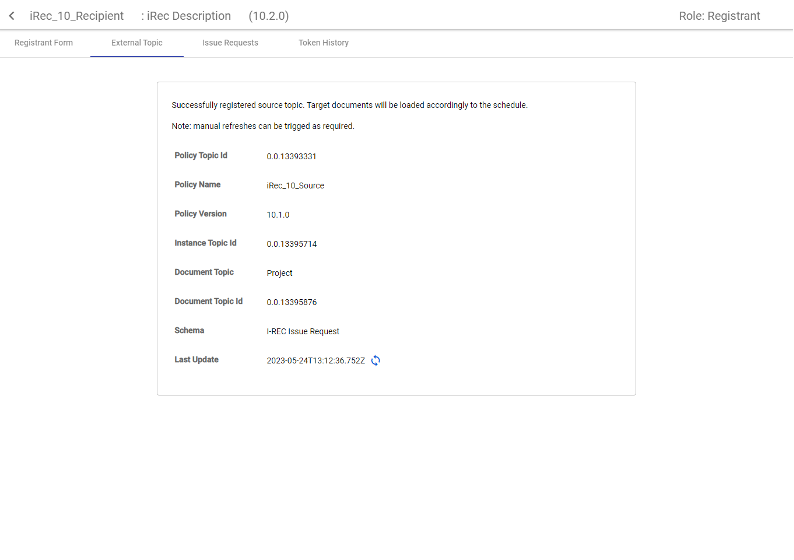 iRec_10_Recipient : iRec Description (10.2.0) Role: Registrant
Registrant Form External Topic Issue Requests Token History
Successfully registered source topic. Target documents will be loaded accordingly to the schedule.
Note: manual refreshes can be trigged as required.
Policy Topic Id 0.0.13393331
Policy Name iRec_10_Source
Policy Version 10.1.0
Instance Topic Id 0.0.13395714
Document Topic Project
Document Topic Id 0.0.13395876
Schema I-REC Issue Request
Last Update 2023-05-24T13:12:36.752Z